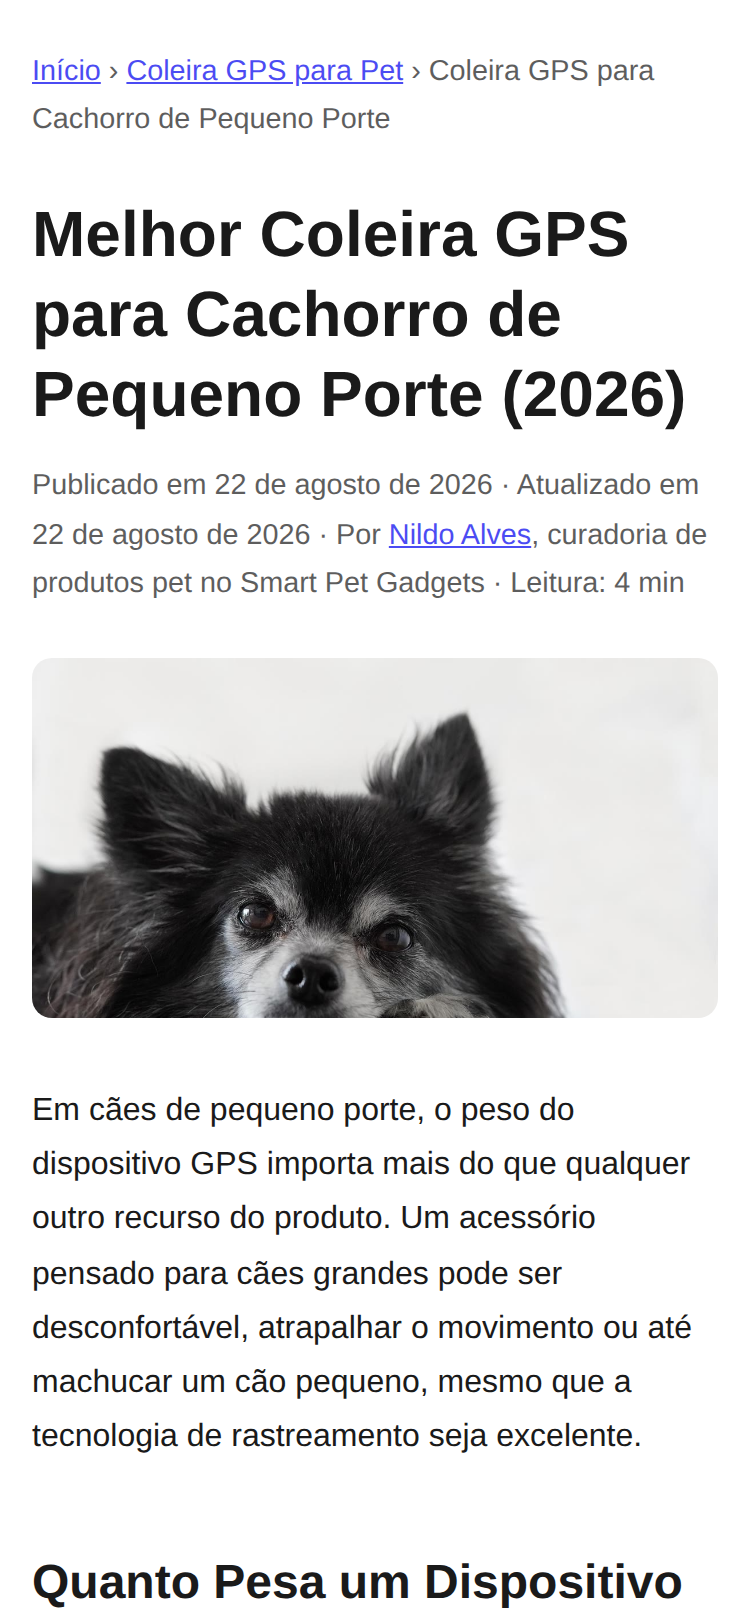 Início › Coleira GPS para Pet › Coleira GPS para
Cachorro de Pequeno Porte
Melhor Coleira GPS
para Cachorro de
Pequeno Porte (2026)
Publicado em 22 de agosto de 2026 · Atualizado em
22 de agosto de 2026 · Por Nildo Alves, curadoria de
produtos pet no Smart Pet Gadgets · Leitura: 4 min
Em cães de pequeno porte, o peso do
dispositivo GPS importa mais do que qualquer
outro recurso do produto. Um acessório
pensado para cães grandes pode ser
desconfortável, atrapalhar o movimento ou até
machucar um cão pequeno, mesmo que a
tecnologia de rastreamento seja excelente.
Quanto Pesa um Dispositivo